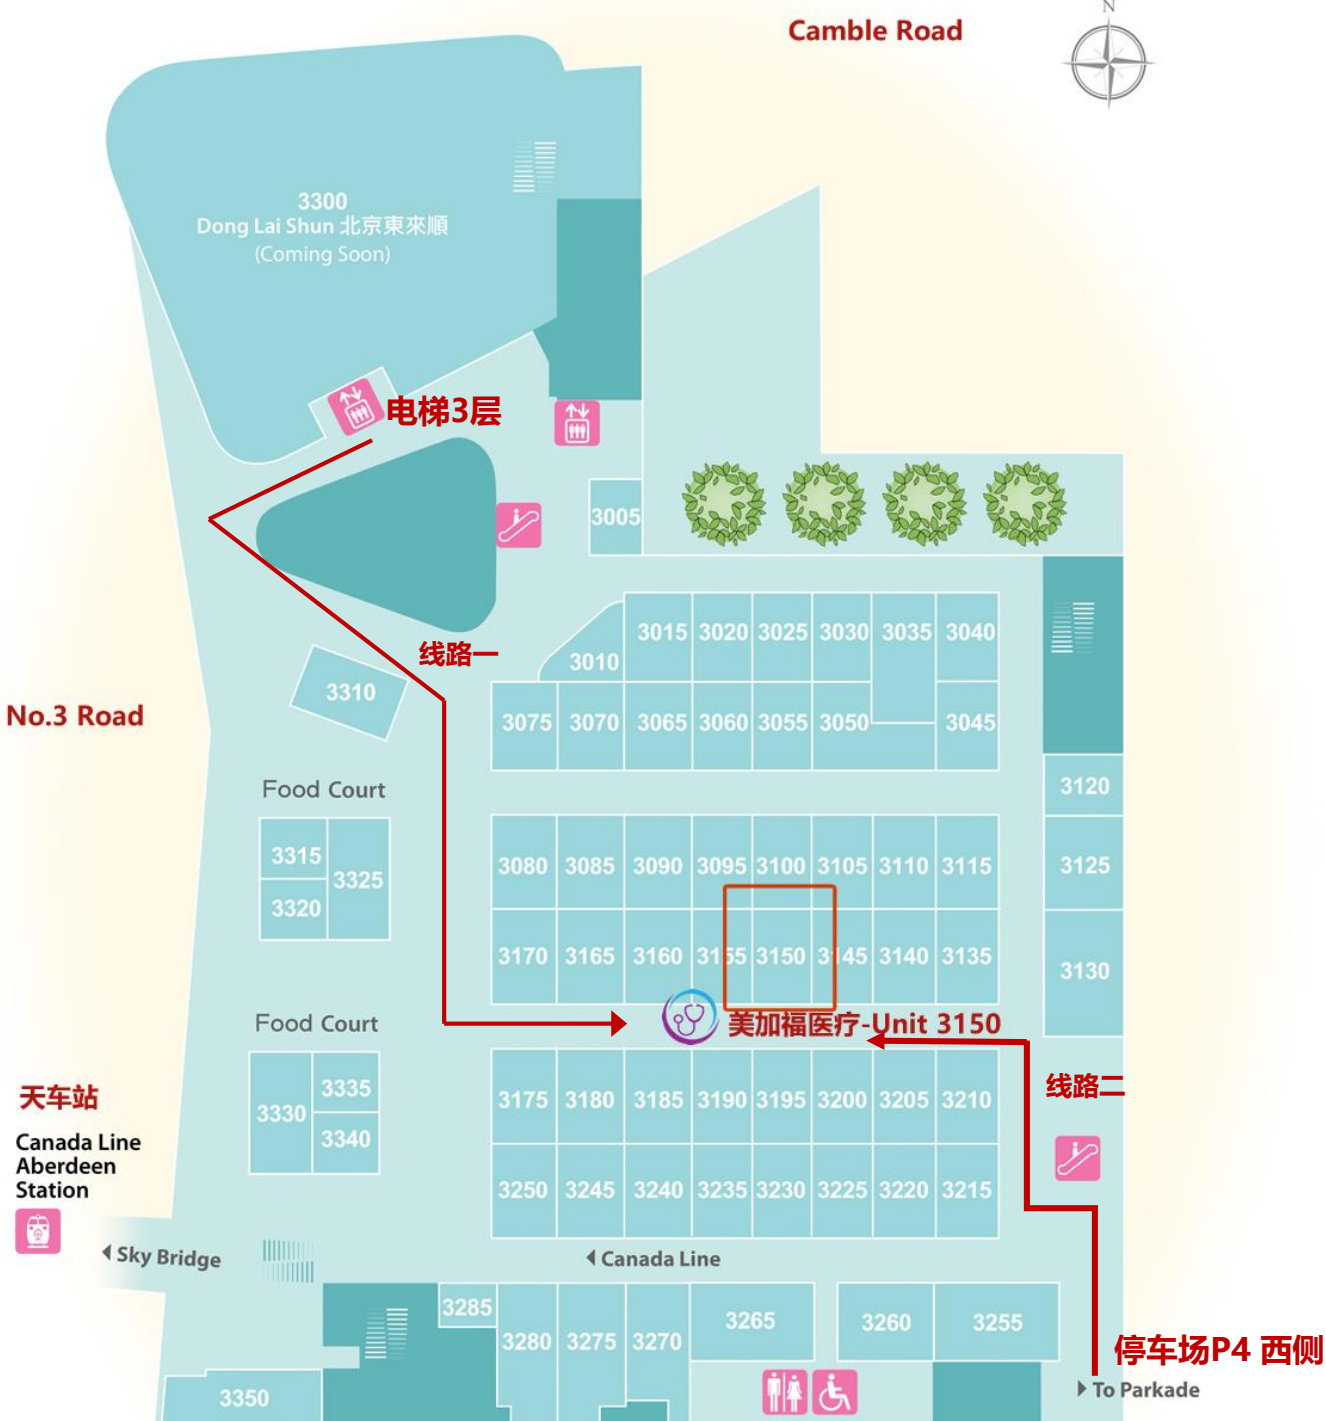 N
Camble Road
3300
Dong Lai Shun 北京東來順
(Coming Soon)
电梯3层
3005
线路一
3010
3015 3020 3025 3030 3035 3040
3310
No.3 Road
3075 3070 3065 3060 3055 3050 3045
3120
Food Court
3315
3325
3320
3080 3085 3090 3095 3100 3105 3110 3115
3125
3170 3165 3160 3155 3150 3145 3140 3135
3130
Food Court
美加福医疗-Unit 3150
线路二
天车站
3335
3330
3340
3175 3180 3185 3190 3195 3200 3205 3210
Canada Line
Aberdeen
Station
3250 3245 3240 3235 3230 3225 3220 3215
Sky Bridge
Canada Line
3285
3280 3275 3270
3265
3260
3255
停车场P4 西侧
To Parkade
3350